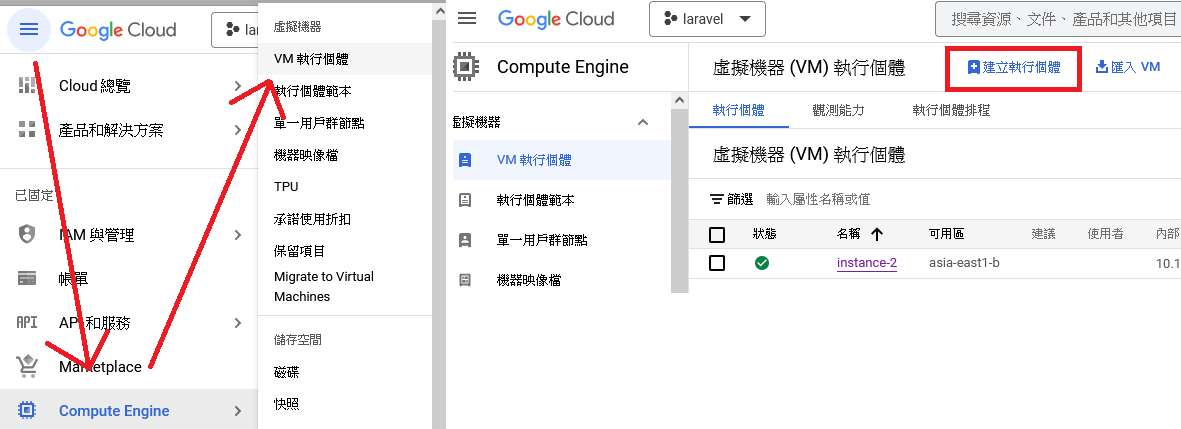 Google Cloud
lar
Cloud 總覽
產品和解決方案
已固定
IAM 與管理
帳單
API
API 和服務
Marketplace
Compute Engine
虛擬機器
VM 執行個體
執行個體範本
單一用戶群節點
機器映像檔
TPU
承諾使用折扣
保留項目
Migrate to Virtual
Machines
儲存空間
磁碟
快照
Google Cloud
laravel
搜尋資源、文件、產品和其他項目
Compute Engine
虛擬機器 (VM) 執行個體
建立執行個體
匯入 VM
虛擬機器
VM 執行個體
執行個體範本
單一用戶群節點
機器映像檔
執行個體 觀測能力 執行個體排程
虛擬機器 (VM) 執行個體
篩選 輸入屬性名稱或值
狀態 名稱 可用區 建議 使用者 內部
instance-2 asia-east1-b 10.1